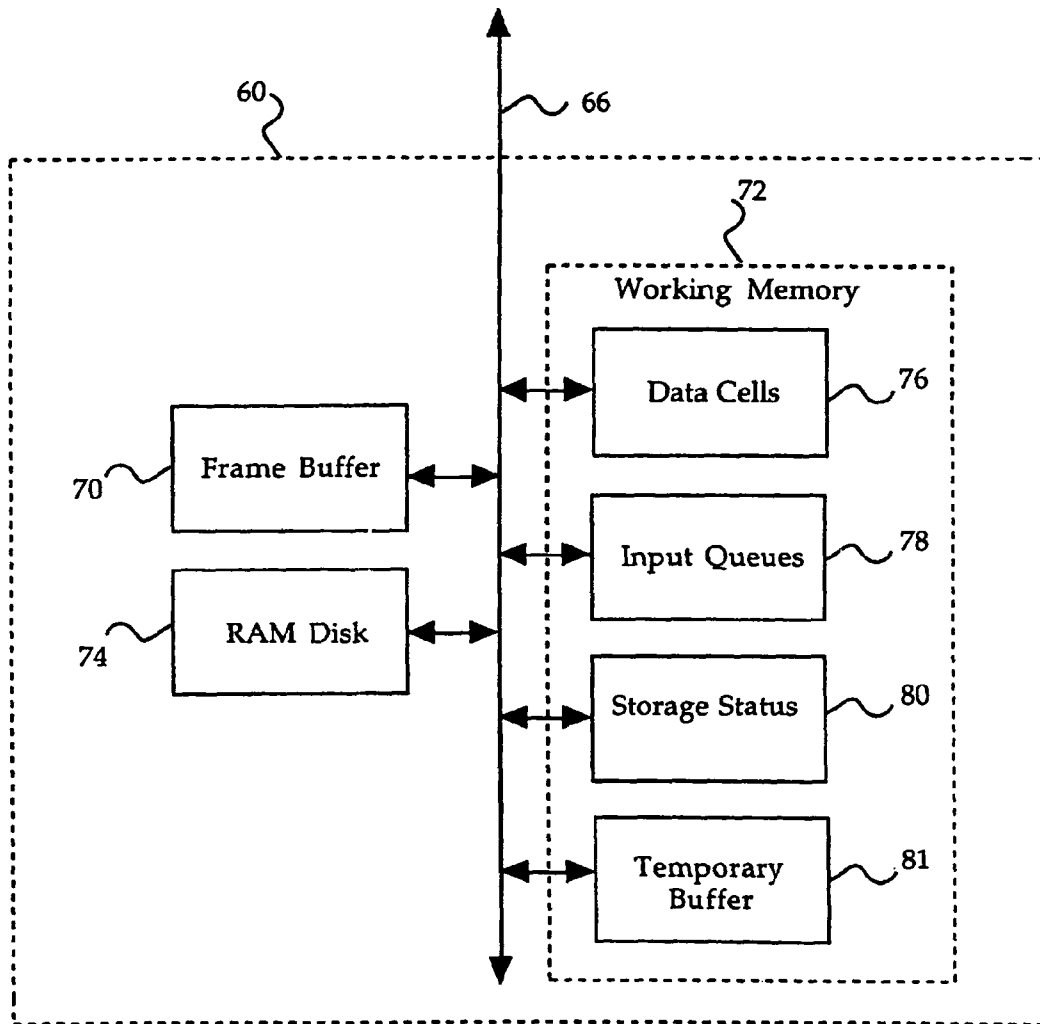 60
66
72
Working Memory
Data Cells
76
Frame Buffer
70
Input Queues
78
RAM Disk
74
Storage Status
80
Temporary
Buffer
81